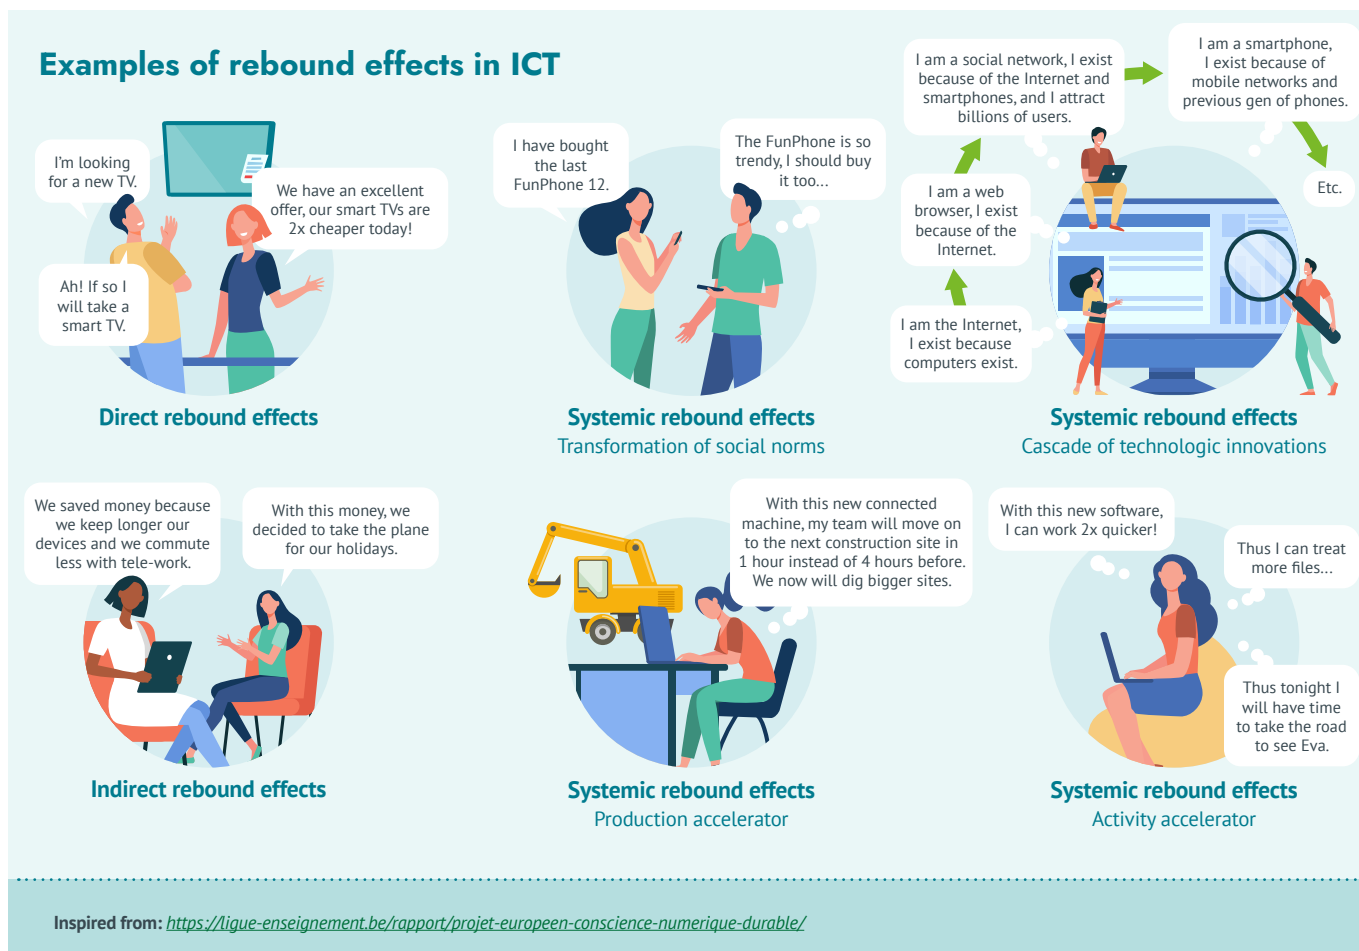 Examples of rebound effects in ICT
I'm looking
for a new TV.
We have an excellent
offer, our smart TVs are
2x cheaper today!
Ah! If so I
will take a
smart TV.
Direct rebound effects
I have bought
the last
FunPhone 12.
The FunPhone is so
trendy, I should buy
it too...
Systemic rebound effects
Transformation of social norms
I am the Internet,
I exist because
computers exist.
I am a web
browser, I exist
because of the
Internet.
I am a social network, I exist
because of the Internet and
smartphones, and I attract
billions of users.
I am a smartphone,
I exist because of
mobile networks and
previous gen of phones.
Etc.
Systemic rebound effects
Cascade of technologic innovations
We saved money because
we keep longer our
devices and we commute
less with tele-work.
With this money, we
decided to take the plane
for our holidays.
Indirect rebound effects
With this new connected
machine, my team will move on
to the next construction site in
1 hour instead of 4 hours before.
We now will dig bigger sites.
Systemic rebound effects
Production accelerator
With this new software,
I can work 2x quicker!
Thus I can treat
more files...
Thus tonight I
will have time
to take the road
to see Eva.
Systemic rebound effects
Activity accelerator
Inspired from: https://ligue-enseignement.be/rapport/projet-europeen-conscience-numerique-durable/